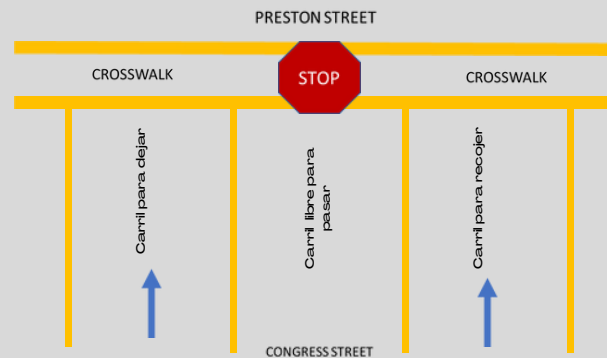 PRESTON STREET
CROSSWALK
STOP
CROSSWALK
Carril para dejar
Carril libre para
pasar
Carril para recojer
CONGRESS STREET